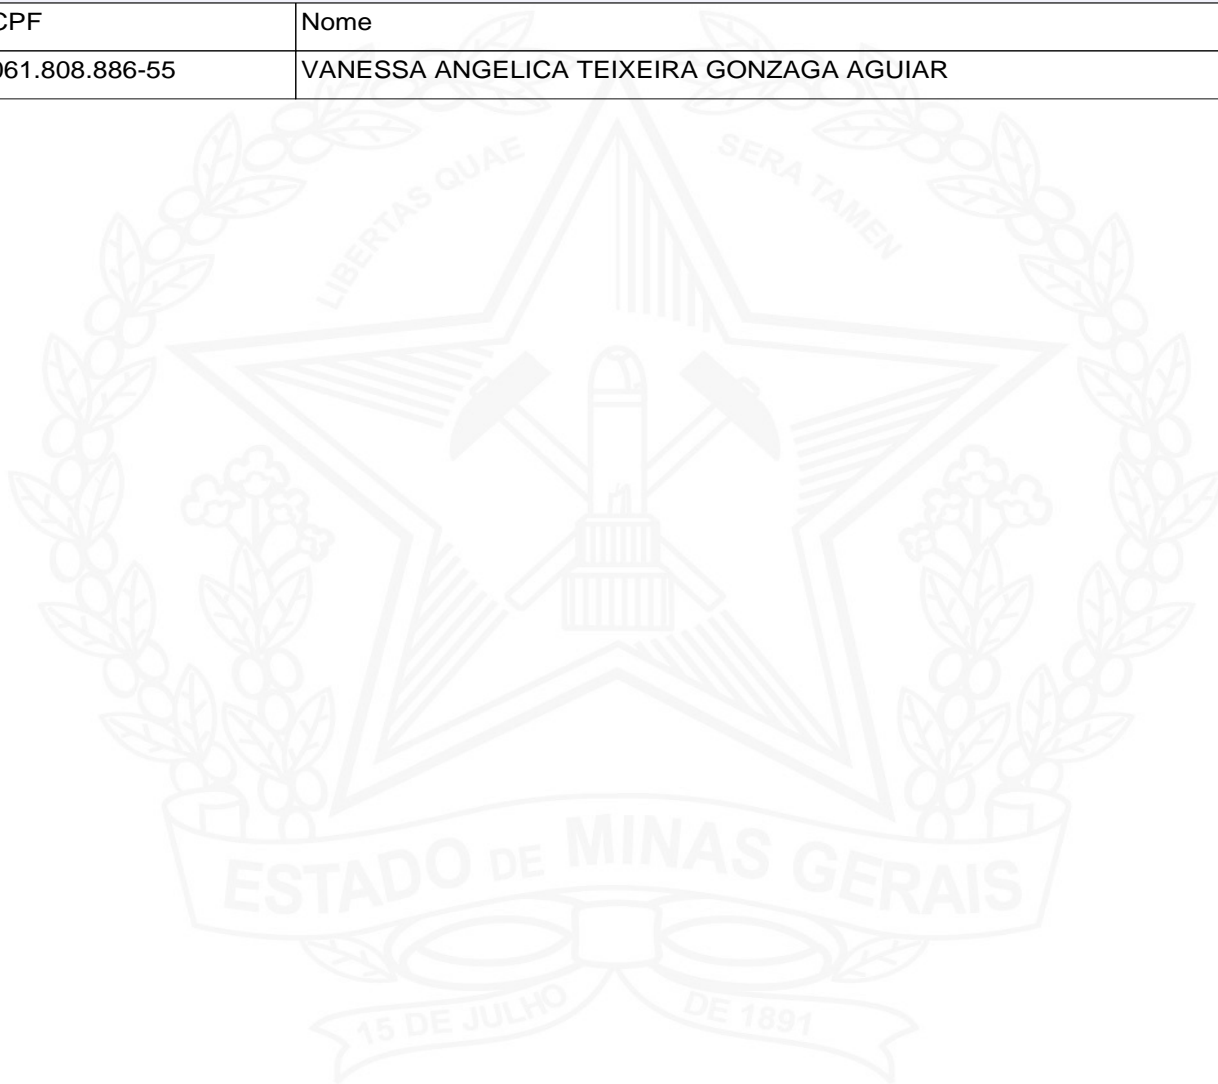 CPF Nome
061.808.886-55 VANESSA ANGELICA TEIXEIRA GONZAGA AGUIAR
LIBERTAS QUAE SERA TAMEN
ESTADO DE MINAS GERAIS
15 DE JULHO DE 1891